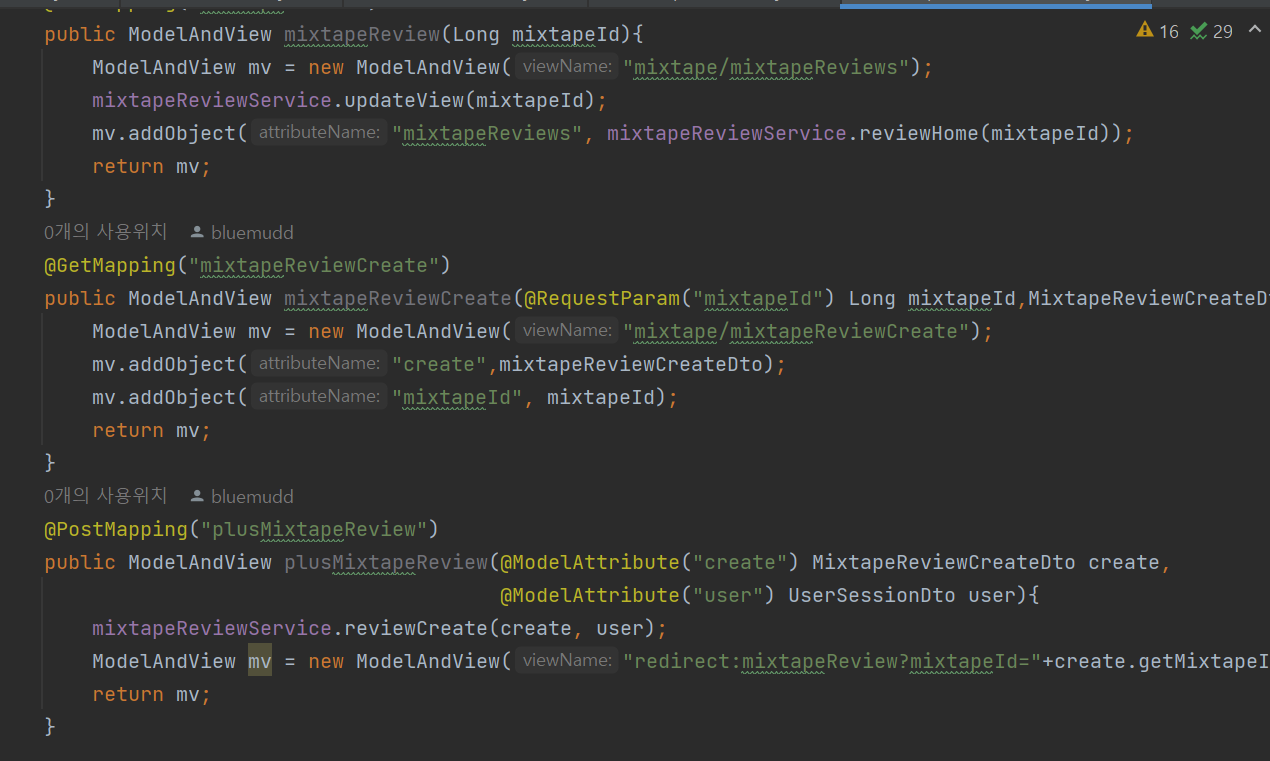 public ModelAndView mixtapeReview(Long mixtapeId){
ModelAndView mv = new ModelAndView( viewName: "mixtape/mixtapeReviews");
mixtapeReviewService.updateView(mixtapeId);
mv.addObject( attributeName: "mixtapeReviews", mixtapeReviewService.reviewHome(mixtapeId));
return mv;
}
0개의 사용위치 bluemudd
@GetMapping("mixtapeReviewCreate")
public ModelAndView mixtapeReviewCreate(@RequestParam("mixtapeId") Long mixtapeId,MixtapeReviewCreateDt
ModelAndView mv = new ModelAndView( viewName: "mixtape/mixtapeReviewCreate");
mv.addObject( attributeName: "create",mixtapeReviewCreateDto);
mv.addObject( attributeName: "mixtapeId", mixtapeId);
return mv;
}
0개의 사용위치 bluemudd
@PostMapping("plusMixtapeReview")
public ModelAndView plusMixtapeReview(@ModelAttribute("create") MixtapeReviewCreateDto create,
@ModelAttribute("user") UserSessionDto user){
mixtapeReviewService.reviewCreate(create, user);
ModelAndView mv = new ModelAndView( viewName: "redirect:mixtapeReview?mixtapeId="+create.getMixtapeI
return mv;
}
16 29